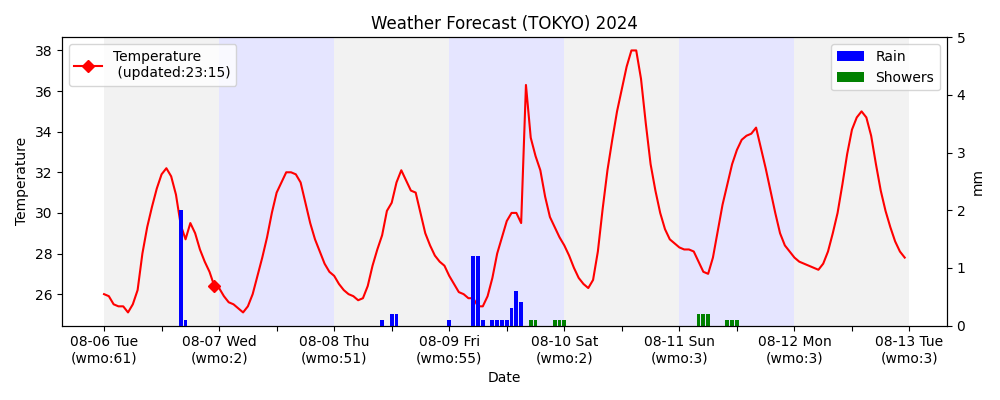 Weather Forecast (TOKYO) 2024
Temperature
(updated:23:15)
Rain
Showers
38
36
34
32
30
28
26
Temperature
5
4
3
2
1
0
mm
08-06 Tue
(wmo:61)
08-07 Wed
(wmo:2)
08-08 Thu
(wmo:51)
08-09 Fri
(wmo:55)
08-10 Sat
(wmo:2)
08-11 Sun
(wmo:3)
08-12 Mon
(wmo:3)
08-13 Tue
(wmo:3)
Date